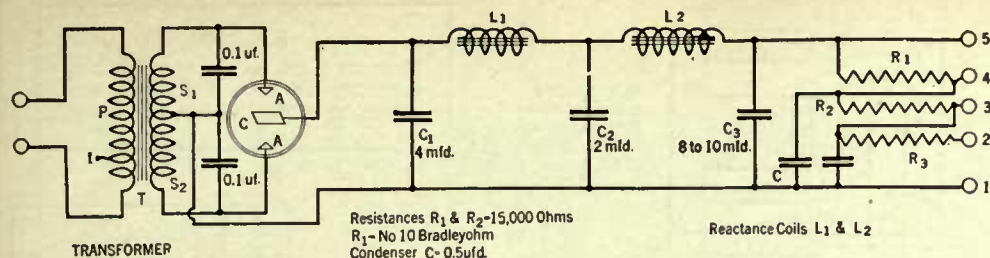 L1
L2
5
0.1 uf.
R1
4
P
S1
A
C
R2
3
C1
4 mfd.
C2
2 mfd.
C3
8 to 10 mfd.
2
I
A
C
R3
T
S2
0.1 uf.
1
TRANSFORMER
Resistances R1 & R2-15,000 Ohms
R1- No 10 Bradleyohm
Condenser C- 0.5ufd.
Reactance Coils L1 & L2